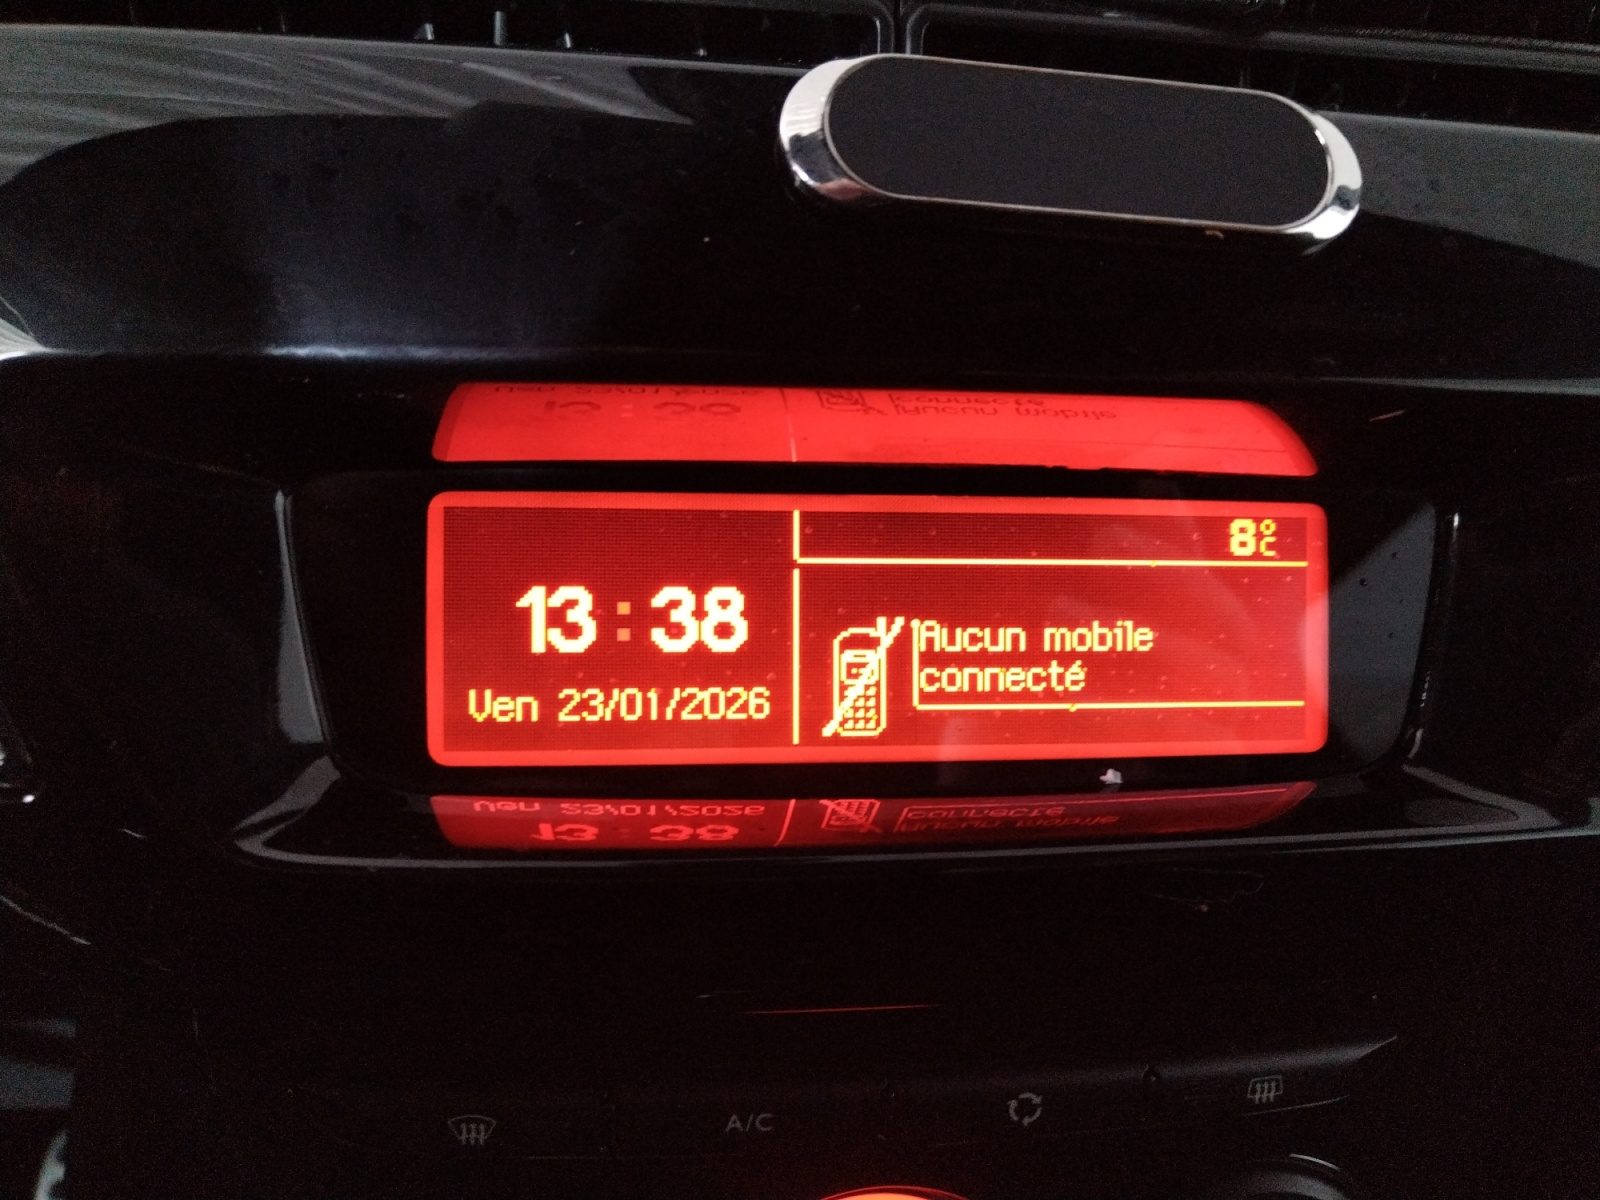 8°C
13:38
Ven 23/01/2026
Aucun mobile
connecté
A/C